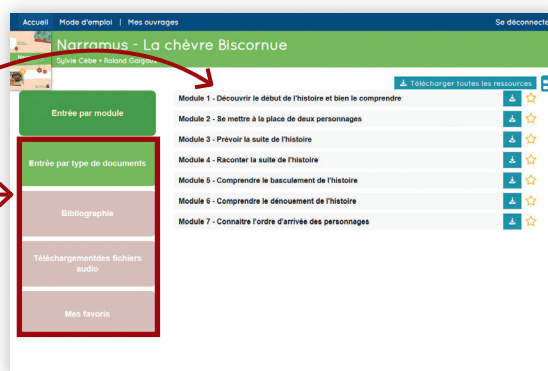 Accueil Mode d'emploi | Mes ouvrages Se déconnecte
Narramus - La chèvre Biscornue
Sylvie Cèbe • Roland Goigoux
Télécharger toutes les ressources
Entrée par module
Entrée par type de documents
Bibliographie
Téléchargementdes fichiers
audio
Mes favoris
Module 1 - Découvrir le début de l'histoire et bien le comprendre
Module 2 - Se mettre à la place de deux personnages
Module 3 - Prévoir la suite de l'histoire
Module 4 - Raconter la suite de l'histoire
Module 5 - Comprendre le basculement de l'histoire
Module 6 - Comprendre le dénouement de l'histoire
Module 7 - Connaitre l'ordre d'arrivée des personnages